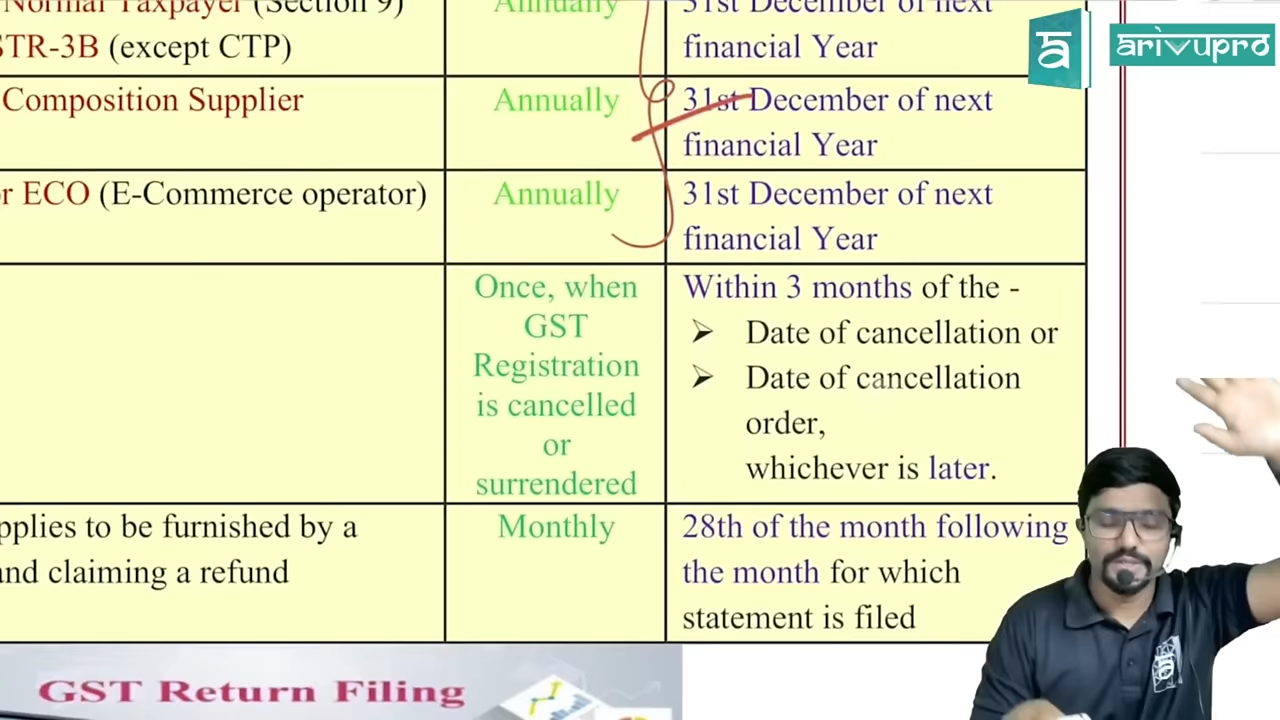 Normal Taxpayer (Section 9)
Annually
31st December of next
STR-3B (except CTP)
financial Year
Composition Supplier
Annually
31st December of next
financial Year
or ECO (E-Commerce operator)
Annually
31st December of next
financial Year
Once, when
GST
Registration
is cancelled
or
surrendered
Within 3 months of the -
➢ Date of cancellation or
➢ Date of cancellation
order,
whichever is later.
pplies to be furnished by a
and claiming a refund
Monthly
28th of the month following
the month for which
statement is filed
GST Return Filing
arivupro